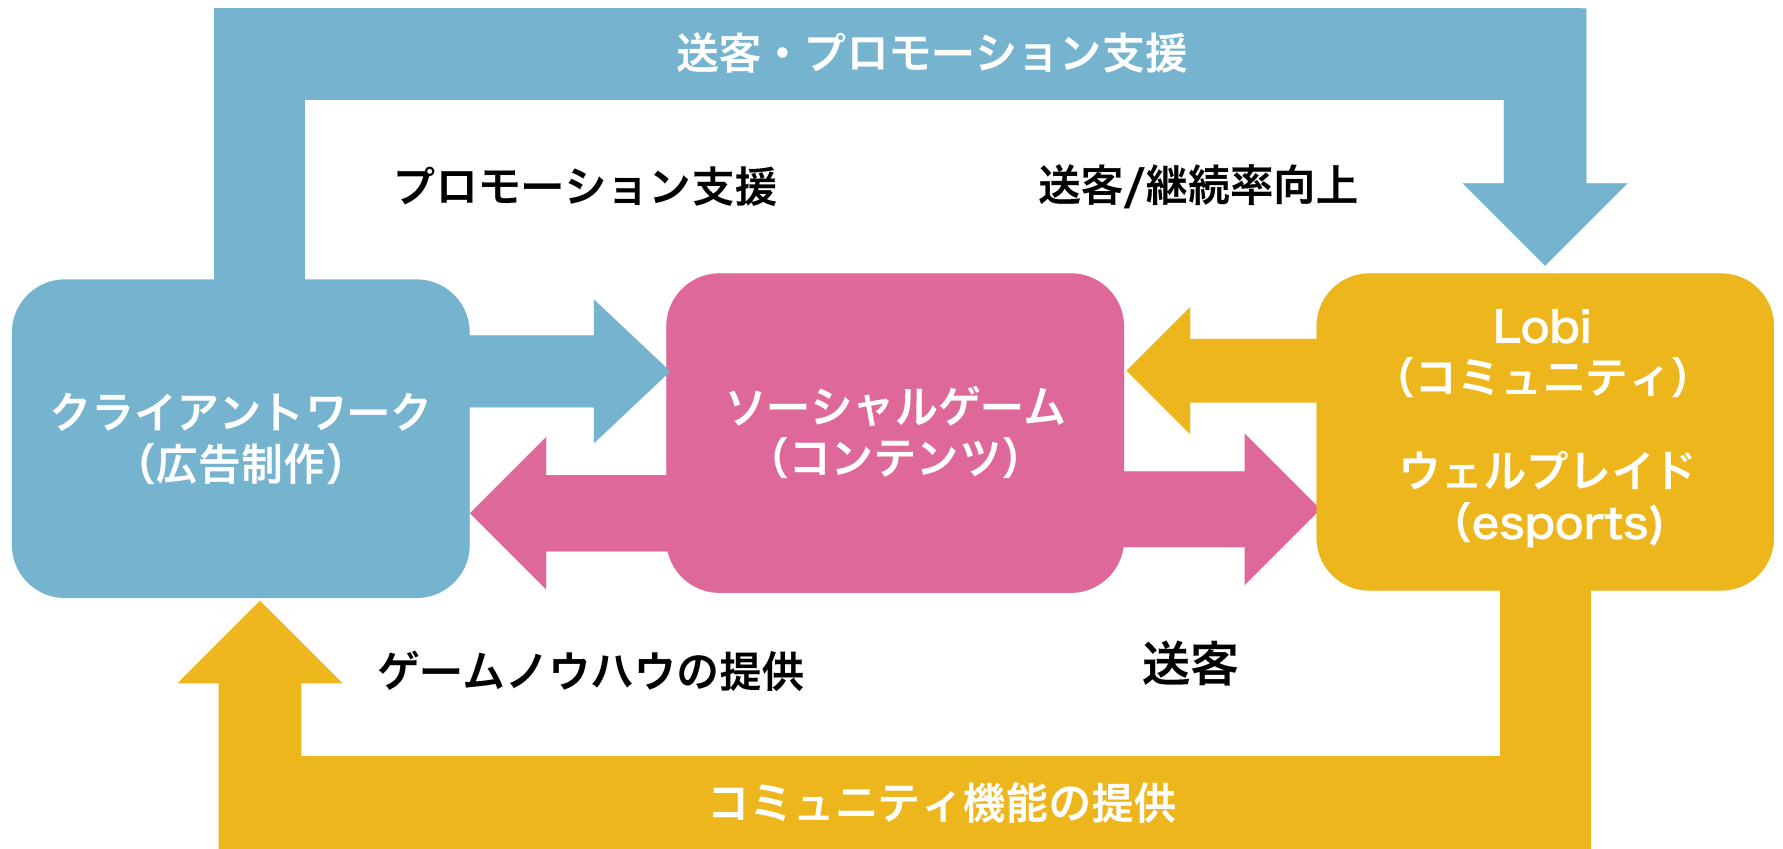 送客・プロモーション支援
プロモーション支援
送客/継続率向上
クライアントワーク
（広告制作）
ソーシャルゲーム
（コンテンツ）
Lobi
（コミュニティ）
ウェルプレイド
（esports)
ゲームノウハウの提供
送客
コミュニティ機能の提供